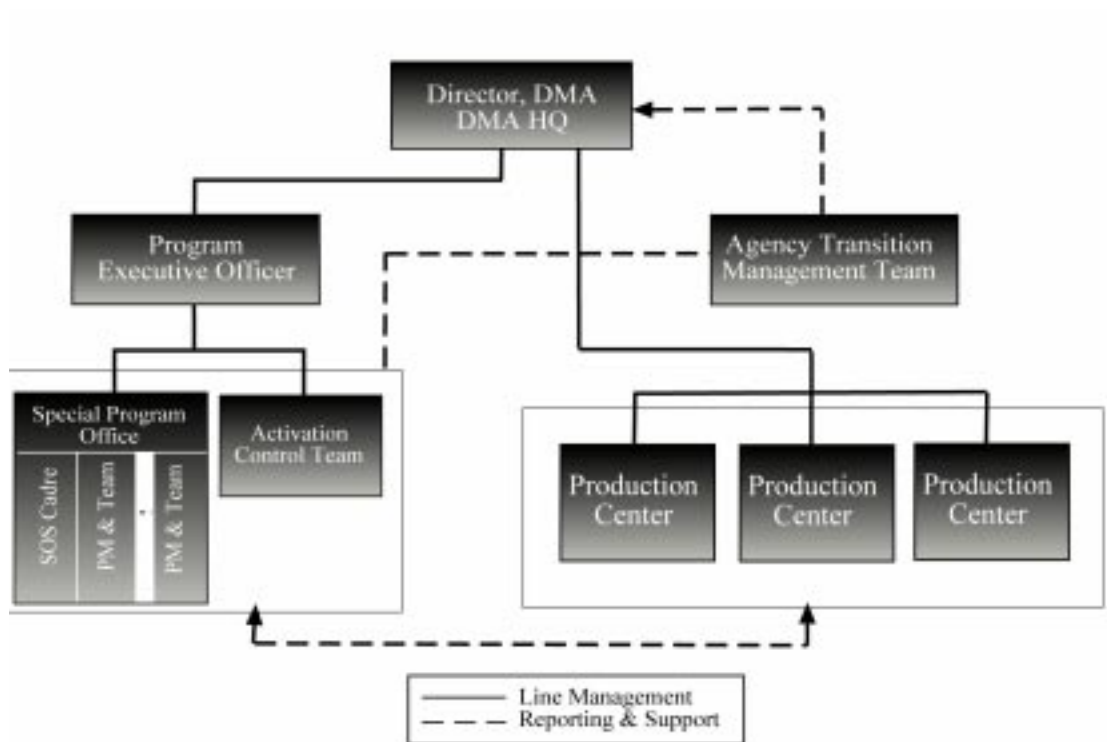 Director, DMA
DMA HQ
Program
Executive Officer
Agency Transition
Management Team
Special Program
Office
SOS Cadre
PM & Team
PM & Team
Activation
Control Team
Production
Center
Production
Center
Production
Center
Line Management
Reporting & Support